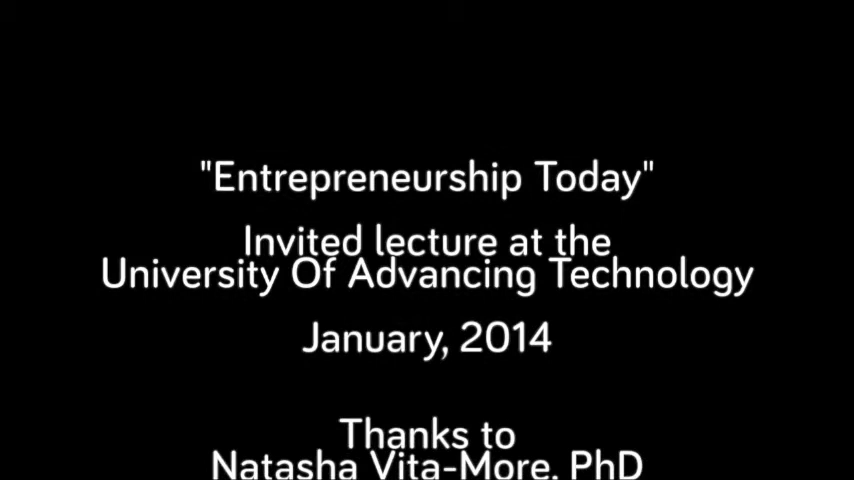 "Entrepreneurship Today"
Invited lecture at the
University Of Advancing Technology
January, 2014
Thanks to
Natasha Vita-More, PhD